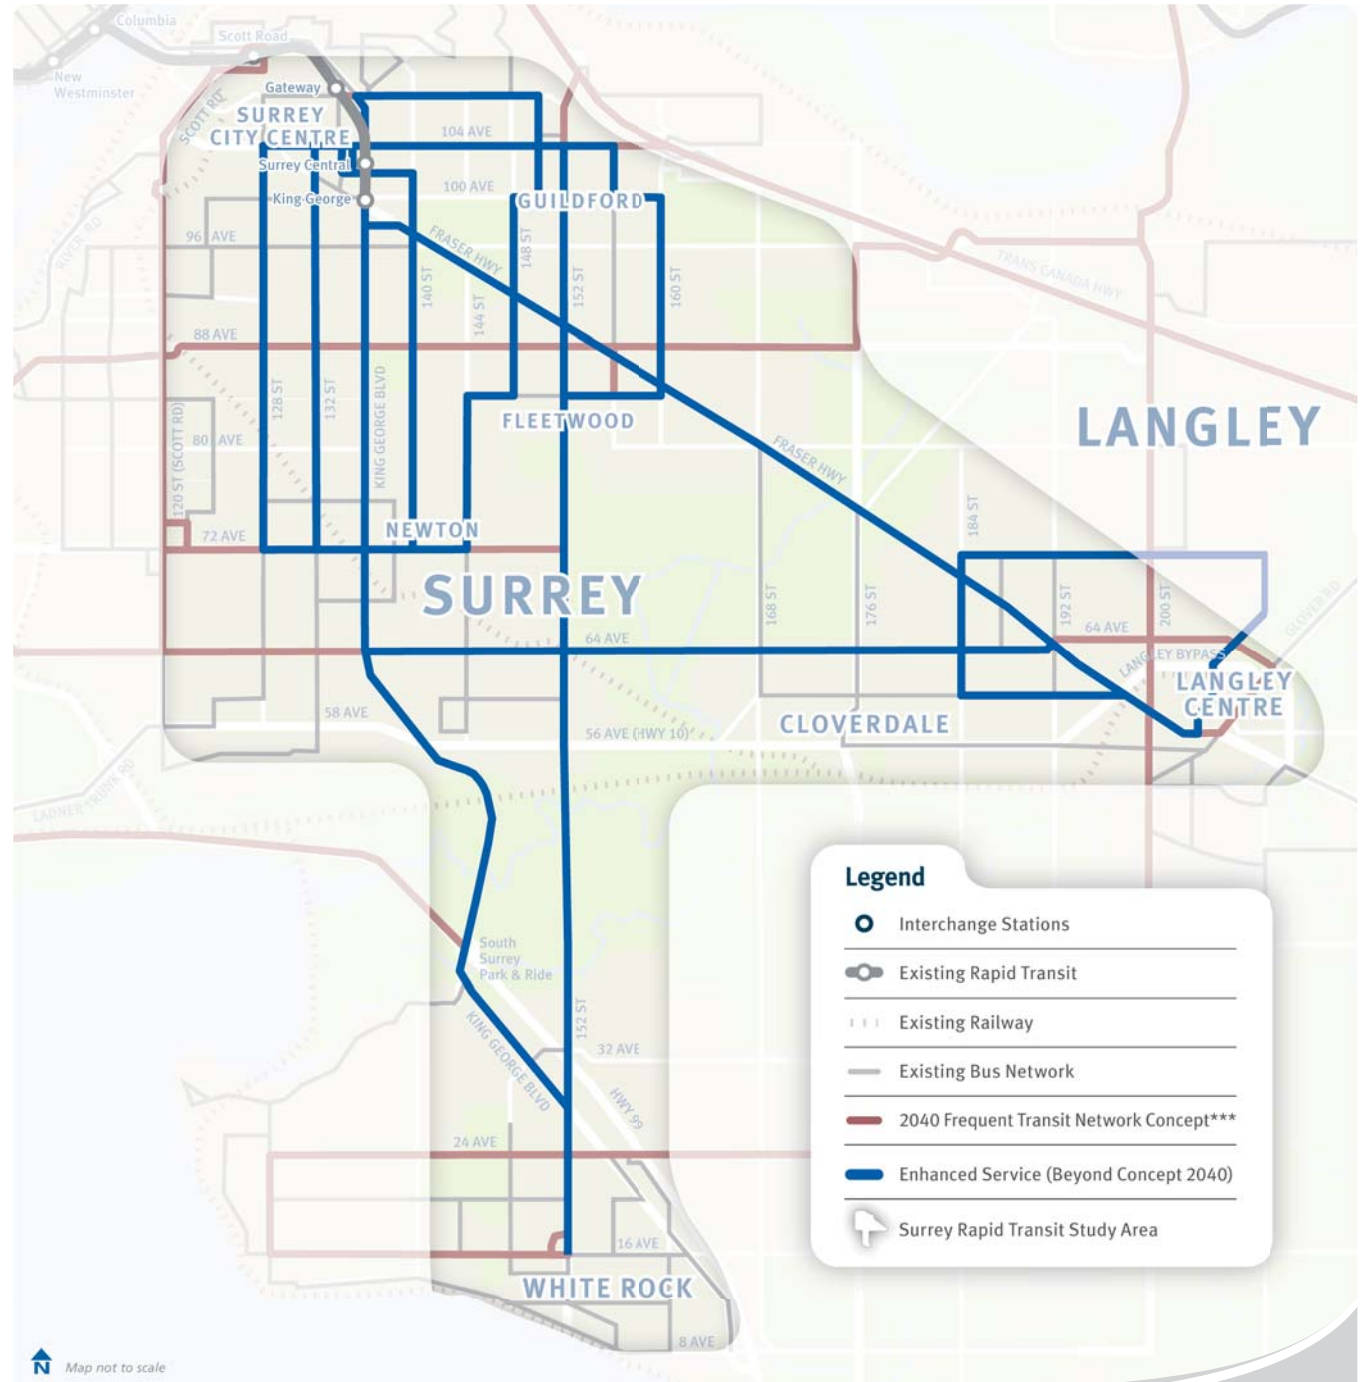 Columbia
Scott Road
New
Westminster
Gateway
SCOTT RD
SURREY
CITY CENTRE
104 AVE
Surrey Central
100 AVE
King George
GUILDFORD
RIVER RD
96 AVE
FRASER HWY
148 ST
140 ST
144 ST
152 ST
160 ST
TRANS CANADA HWY
88 AVE
128 ST
132 ST
KING GEORGE BLVD
120 ST (SCOTT RD)
80 AVE
FLEETWOOD
FRASER HWY
LANGLEY
184 ST
72 AVE
NEWTON
SURREY
168 ST
176 ST
192 ST
200 ST
GLOVER RD
64 AVE
64 AVE
LANGLEY BYPASS
LANGLEY
CENTRE
58 AVE
56 AVE (HWY 10)
CLOVERDALE
LADNER TRUNK RD
South
Surrey
Park & Ride
KING GEORGE BLVD
152 ST
32 AVE
HWY 99
24 AVE
16 AVE
WHITE ROCK
8 AVE
Legend
Interchange Stations
Existing Rapid Transit
Existing Railway
Existing Bus Network
2040 Frequent Transit Network Concept***
Enhanced Service (Beyond Concept 2040)
Surrey Rapid Transit Study Area
N
Map not to scale